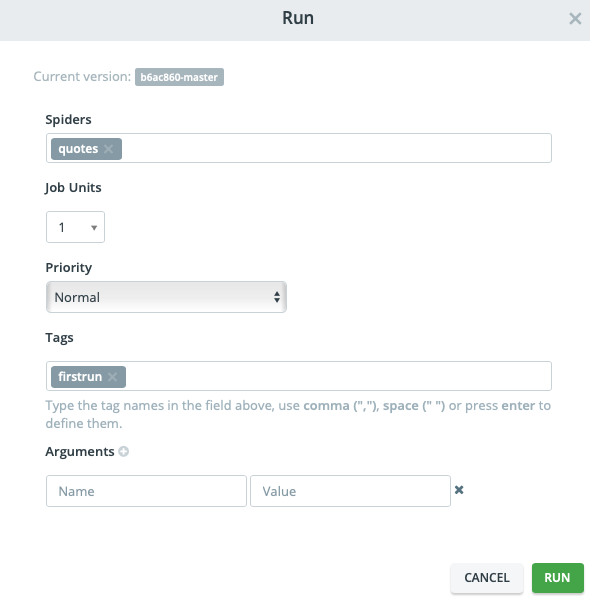 Run
Current version: b6ac860-master
Spiders
quotes
Job Units
1
Priority
Normal
Tags
firstrun
Type the tag names in the field above, use comma (","), space (" ") or press enter to
define them.
Arguments
Name Value
CANCEL RUN